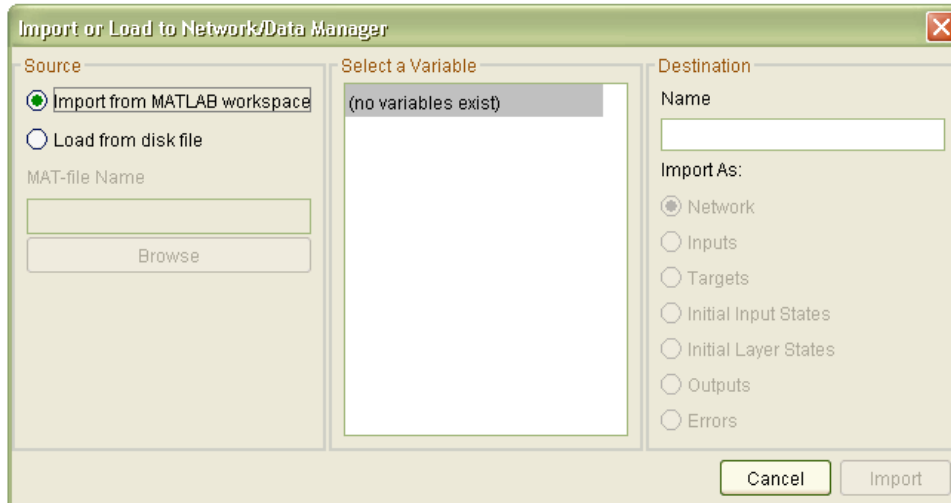 Import or Load to Network/Data Manager
Source
Import from MATLAB workspace
Load from disk file
MAT-file Name
Browse
Select a Variable
(no variables exist)
Destination
Name
Import As:
Network
Inputs
Targets
Initial Input States
Initial Layer States
Outputs
Errors
Cancel
Import